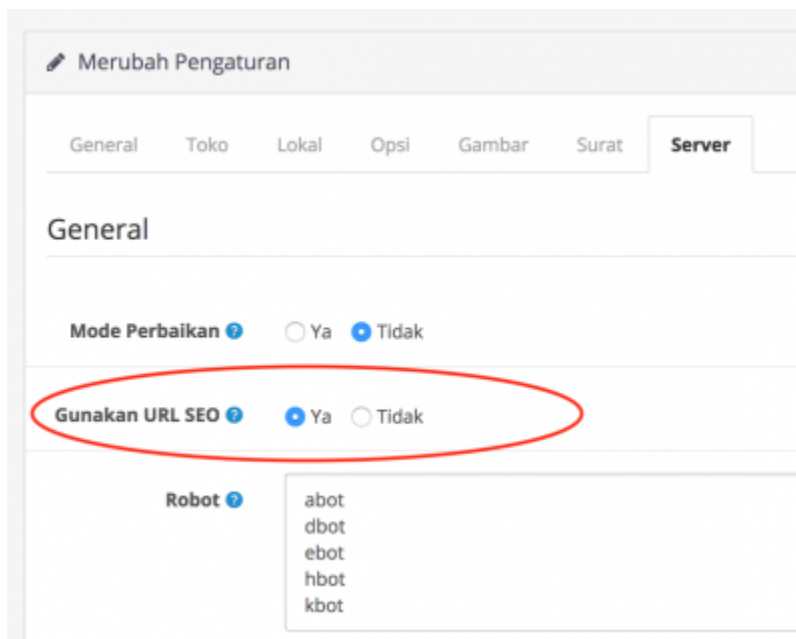 Merubah Pengaturan
General Toko Lokal Opsi Gambar Surat Server
General
Mode Perbaikan ? Ya Tidak
Gunakan URL SEO ? Ya Tidak
Robot ? abot
dbot
ebot
hbot
kbot